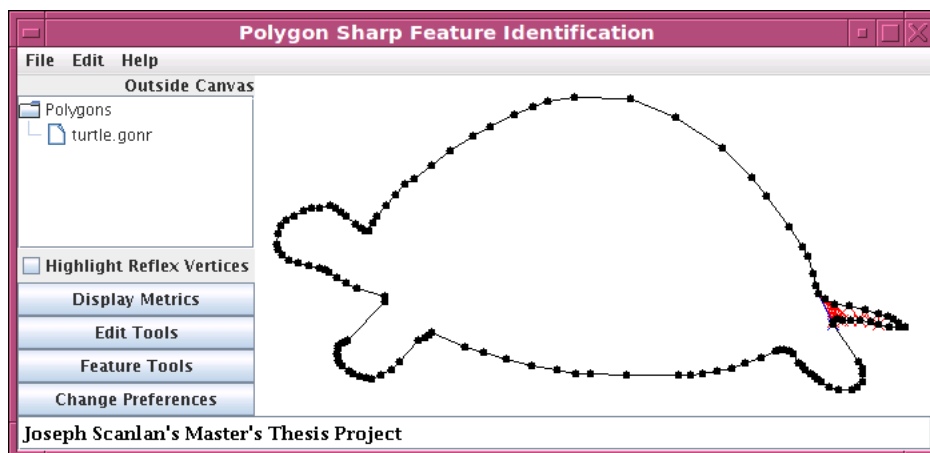 Polygon Sharp Feature Identification
File Edit Help
Outside Canvas
Polygons
turtle.gonr
Highlight Reflex Vertices
Display Metrics
Edit Tools
Feature Tools
Change Preferences
Joseph Scanlan's Master's Thesis Project